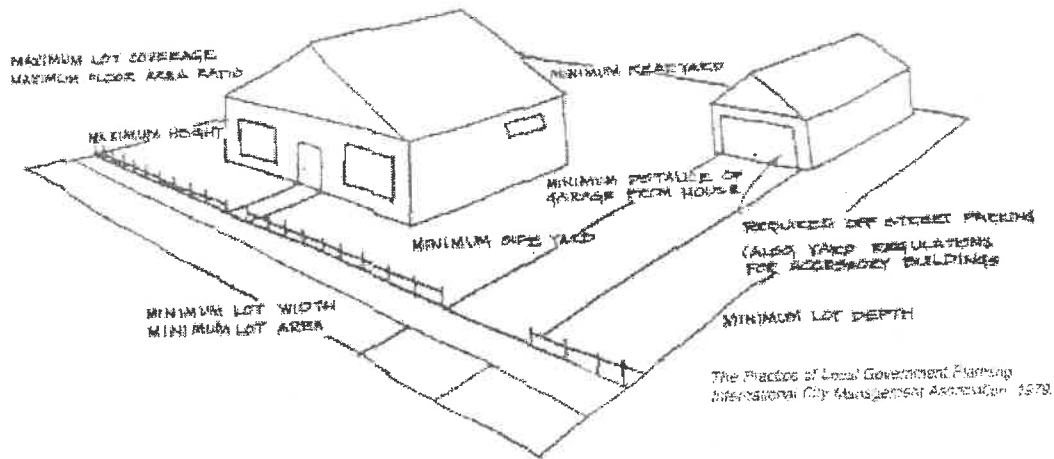 MAXIMUM LOT COVERAGE
MAXIMUM FLOOR AREA RATIO
MINIMUM REAR YARD
MAXIMUM HEIGHT
MINIMUM DISTANCE OF
GARAGE FROM HOUSE
MINIMUM SIDE YARD
REQUIRED OFF STREET PARKING
(ALSO, YARD REGULATIONS
FOR ACCESSORY BUILDINGS
MINIMUM LOT WIDTH
MINIMUM LOT AREA
MINIMUM LOT DEPTH
The Practice of Local Government Planning
International City Management Association, 1979.